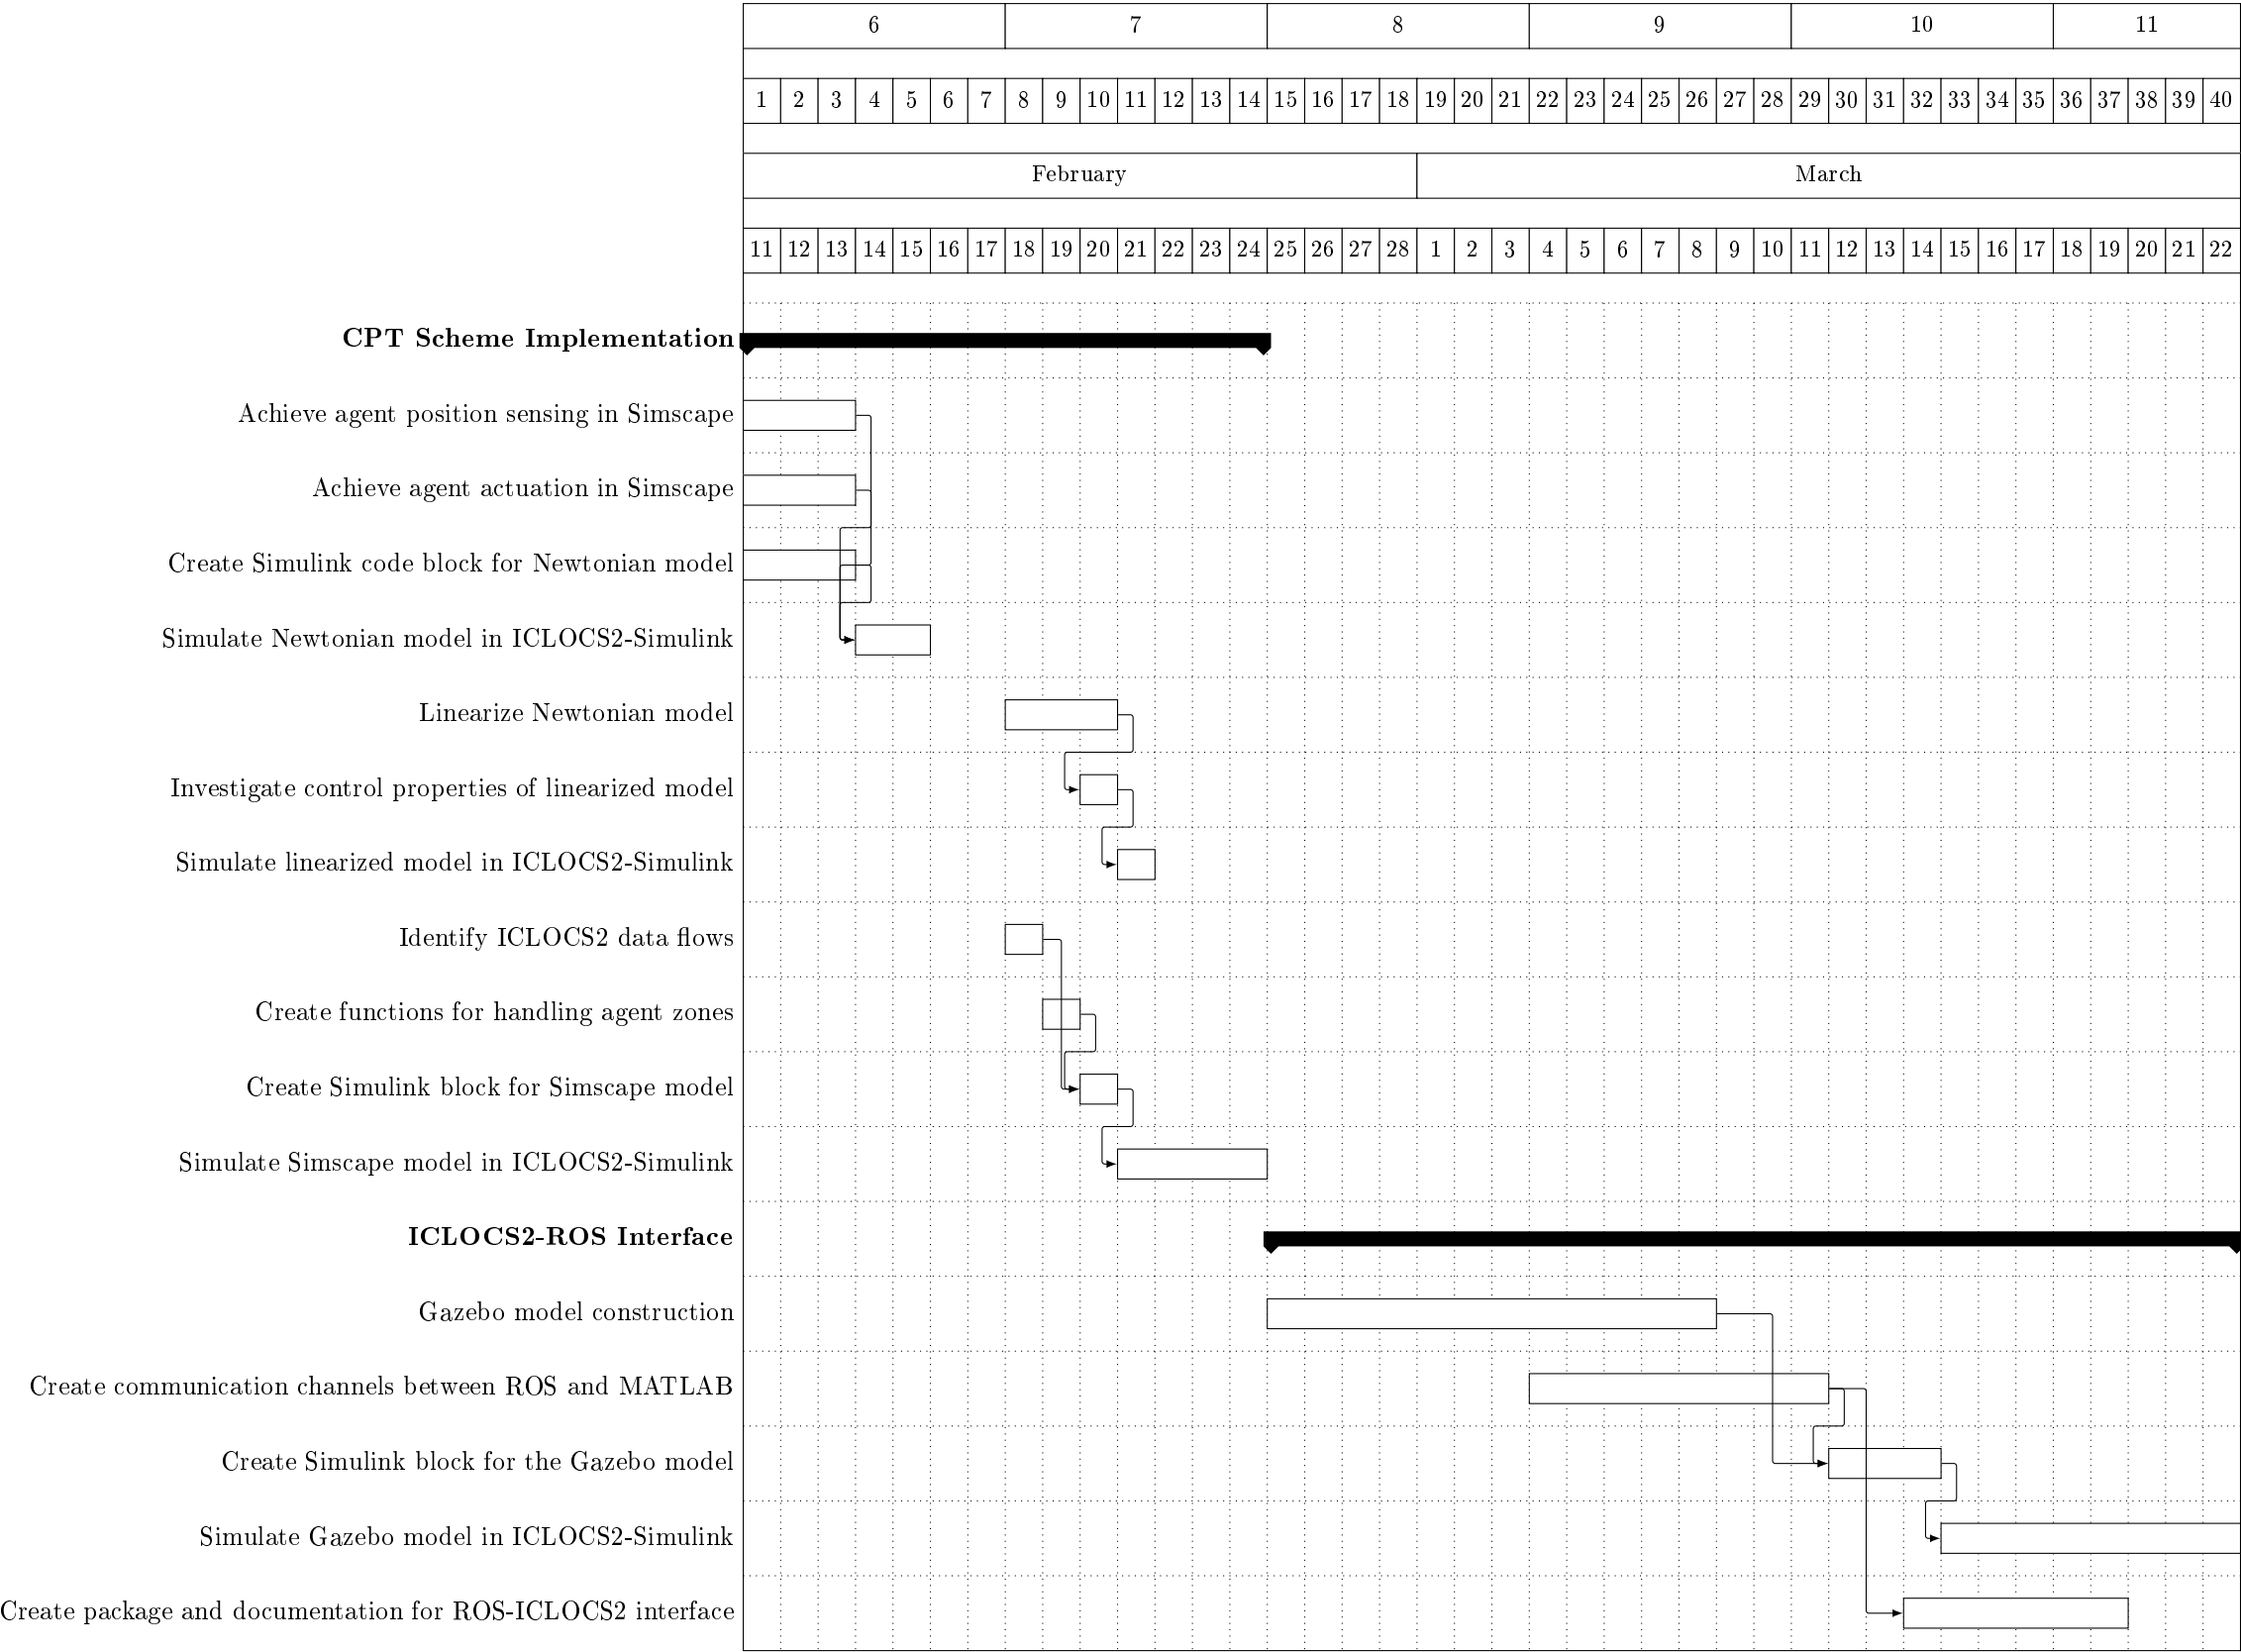 6 7 8 9 10 11
1 2 3 4 5 6 7 8 9 10 11 12 13 14 15 16 17 18 19 20 21 22 23 24 25 26 27 28 29 30 31 32 33 34 35 36 37 38 39 40
February March
11 12 13 14 15 16 17 18 19 20 21 22 23 24 25 26 27 28 1 2 3 4 5 6 7 8 9 10 11 12 13 14 15 16 17 18 19 20 21 22
CPT Scheme Implementation
Achieve agent position sensing in Simscape
Achieve agent actuation in Simscape
Create Simulink code block for Newtonian model
Simulate Newtonian model in ICLOCS2-Simulink
Linearize Newtonian model
Investigate control properties of linearized model
Simulate linearized model in ICLOCS2-Simulink
Identify ICLOCS2 data flows
Create functions for handling agent zones
Create Simulink block for Simscape model
Simulate Simscape model in ICLOCS2-Simulink
ICLOCS2-ROS Interface
Gazebo model construction
Create communication channels between ROS and MATLAB
Create Simulink block for the Gazebo model
Simulate Gazebo model in ICLOCS2-Simulink
Create package and documentation for ROS-ICLOCS2 interface